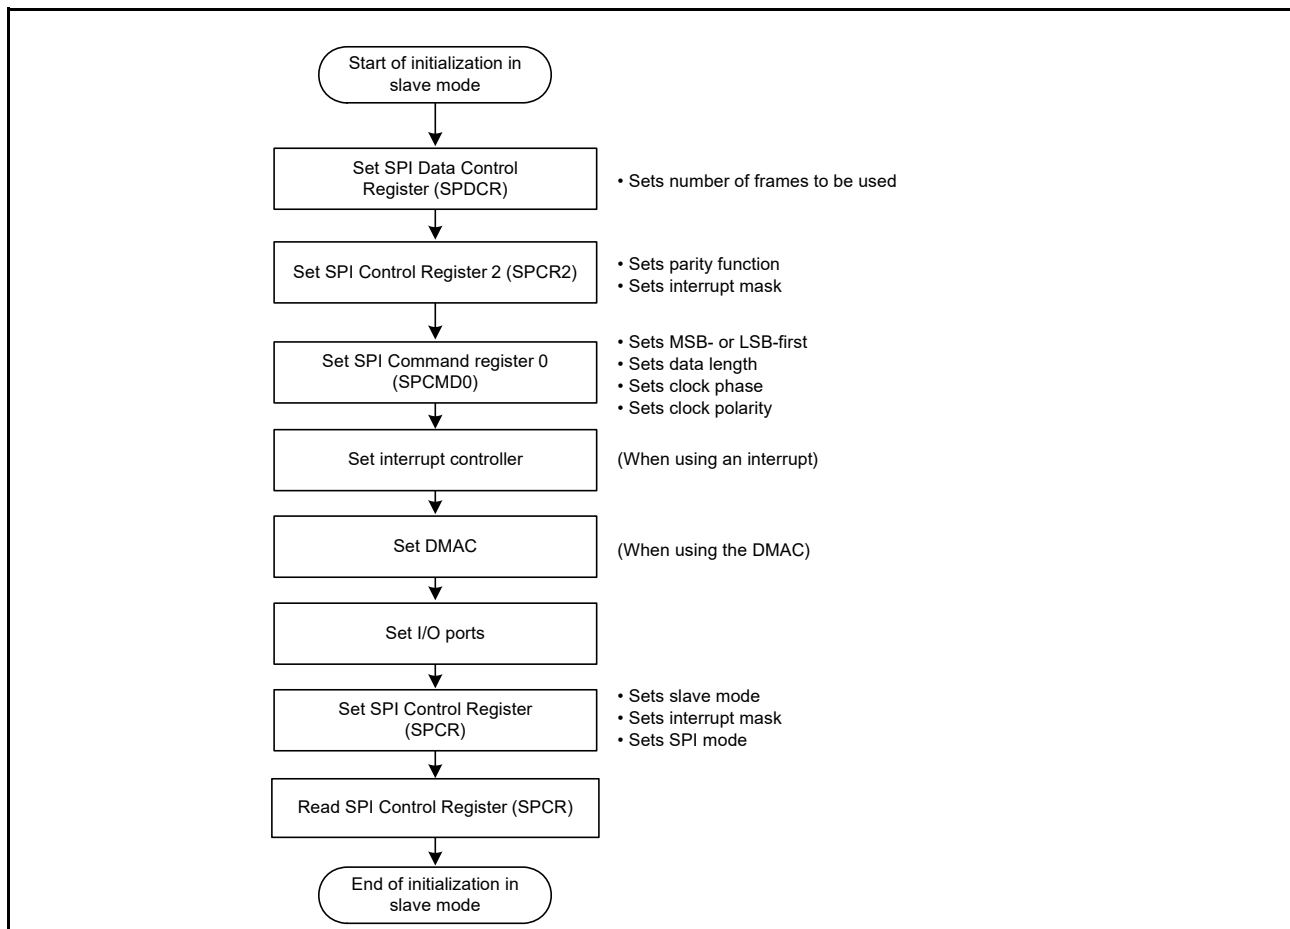 Start of initialization in
slave mode
Set SPI Data Control
Register (SPDCR)
• Sets number of frames to be used
Set SPI Control Register 2 (SPCR2)
• Sets parity function
• Sets interrupt mask
Set SPI Command register 0
(SPCMD0)
• Sets MSB- or LSB-first
• Sets data length
• Sets clock phase
• Sets clock polarity
Set interrupt controller
(When using an interrupt)
Set DMAC
(When using the DMAC)
Set I/O ports
Set SPI Control Register
(SPCR)
• Sets slave mode
• Sets interrupt mask
• Sets SPI mode
Read SPI Control Register (SPCR)
End of initialization in
slave mode